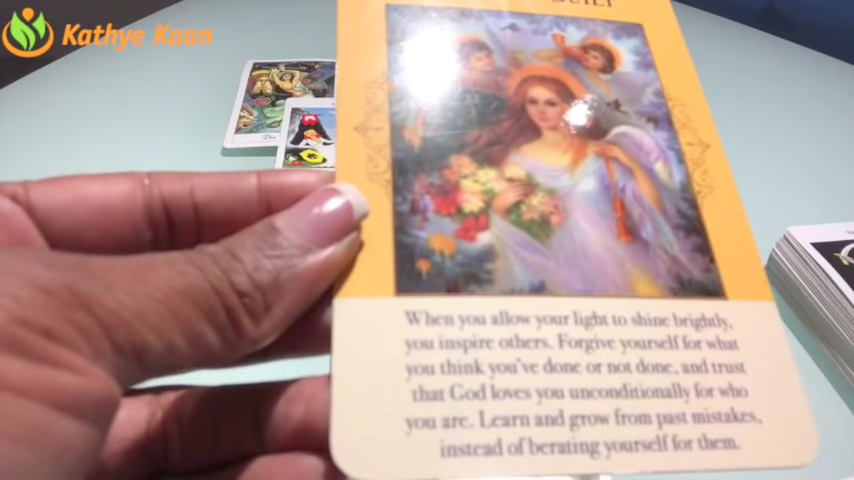 Kathye Kaan
GUILT
When you allow your light to shine brightly,
you inspire others. Forgive yourself for what
you think you've done or not done, and trust
that God loves you unconditionally for who
you are. Learn and grow from past mistakes,
instead of berating yourself for them.
The